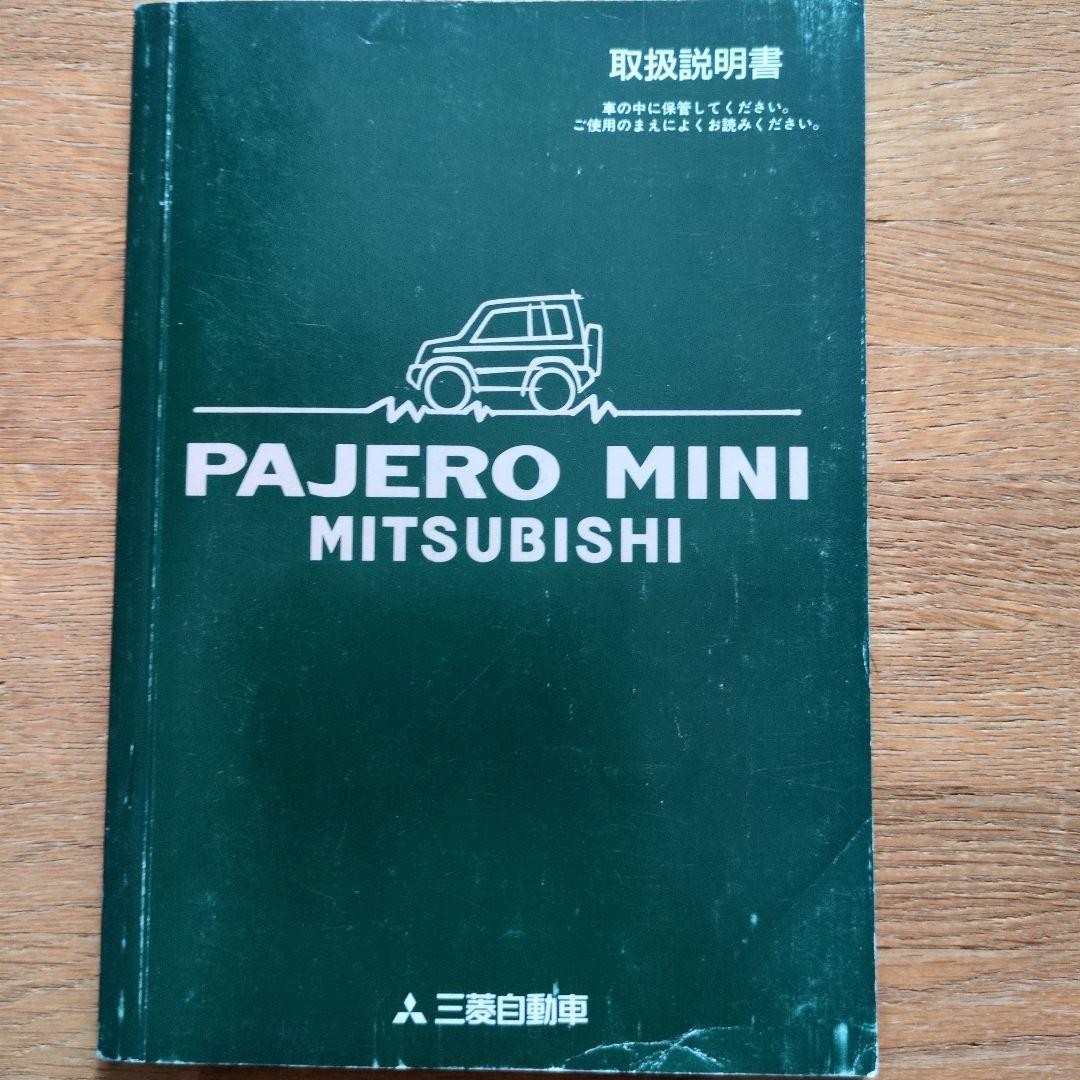 取扱説明書
車の中に保管してください。
ご使用のまえによくお読みください。
PAJERO MINI
MITSUBISHI
三菱自動車